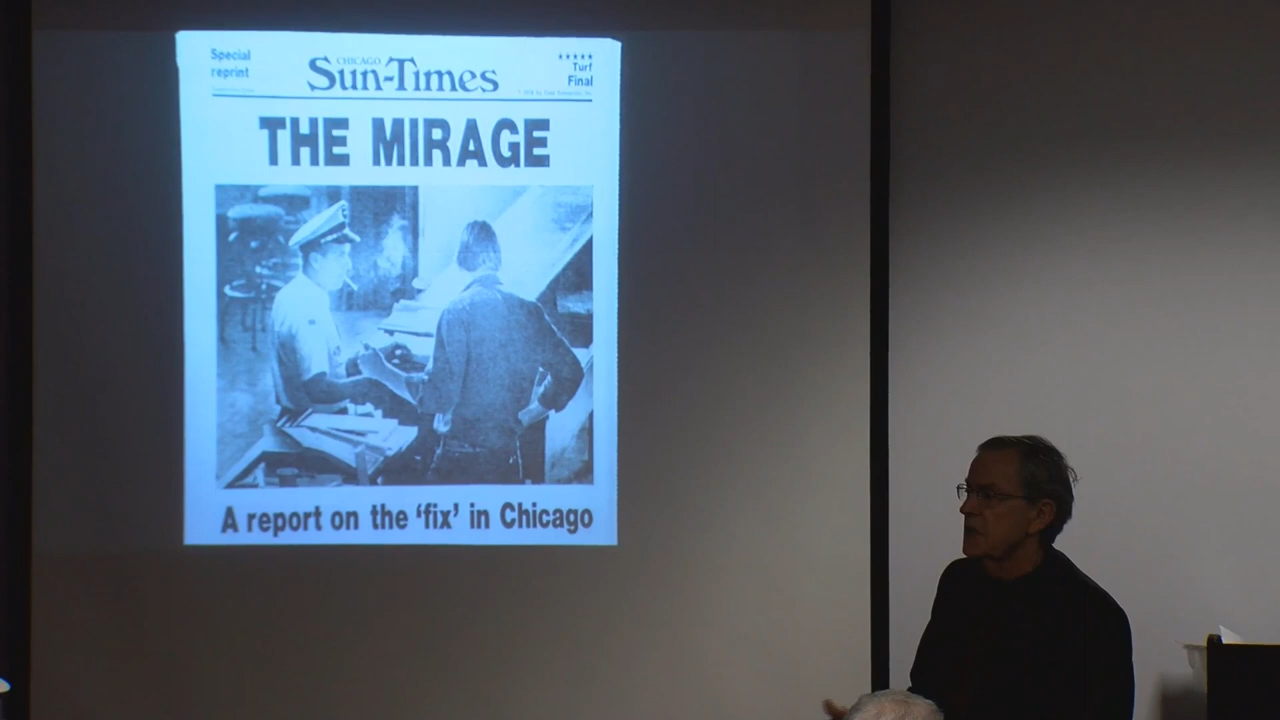 Special
reprint
CHICAGO
Sun-Times
★★★★★
Turf
Final
THE MIRAGE
A report on the ‘fix’ in Chicago